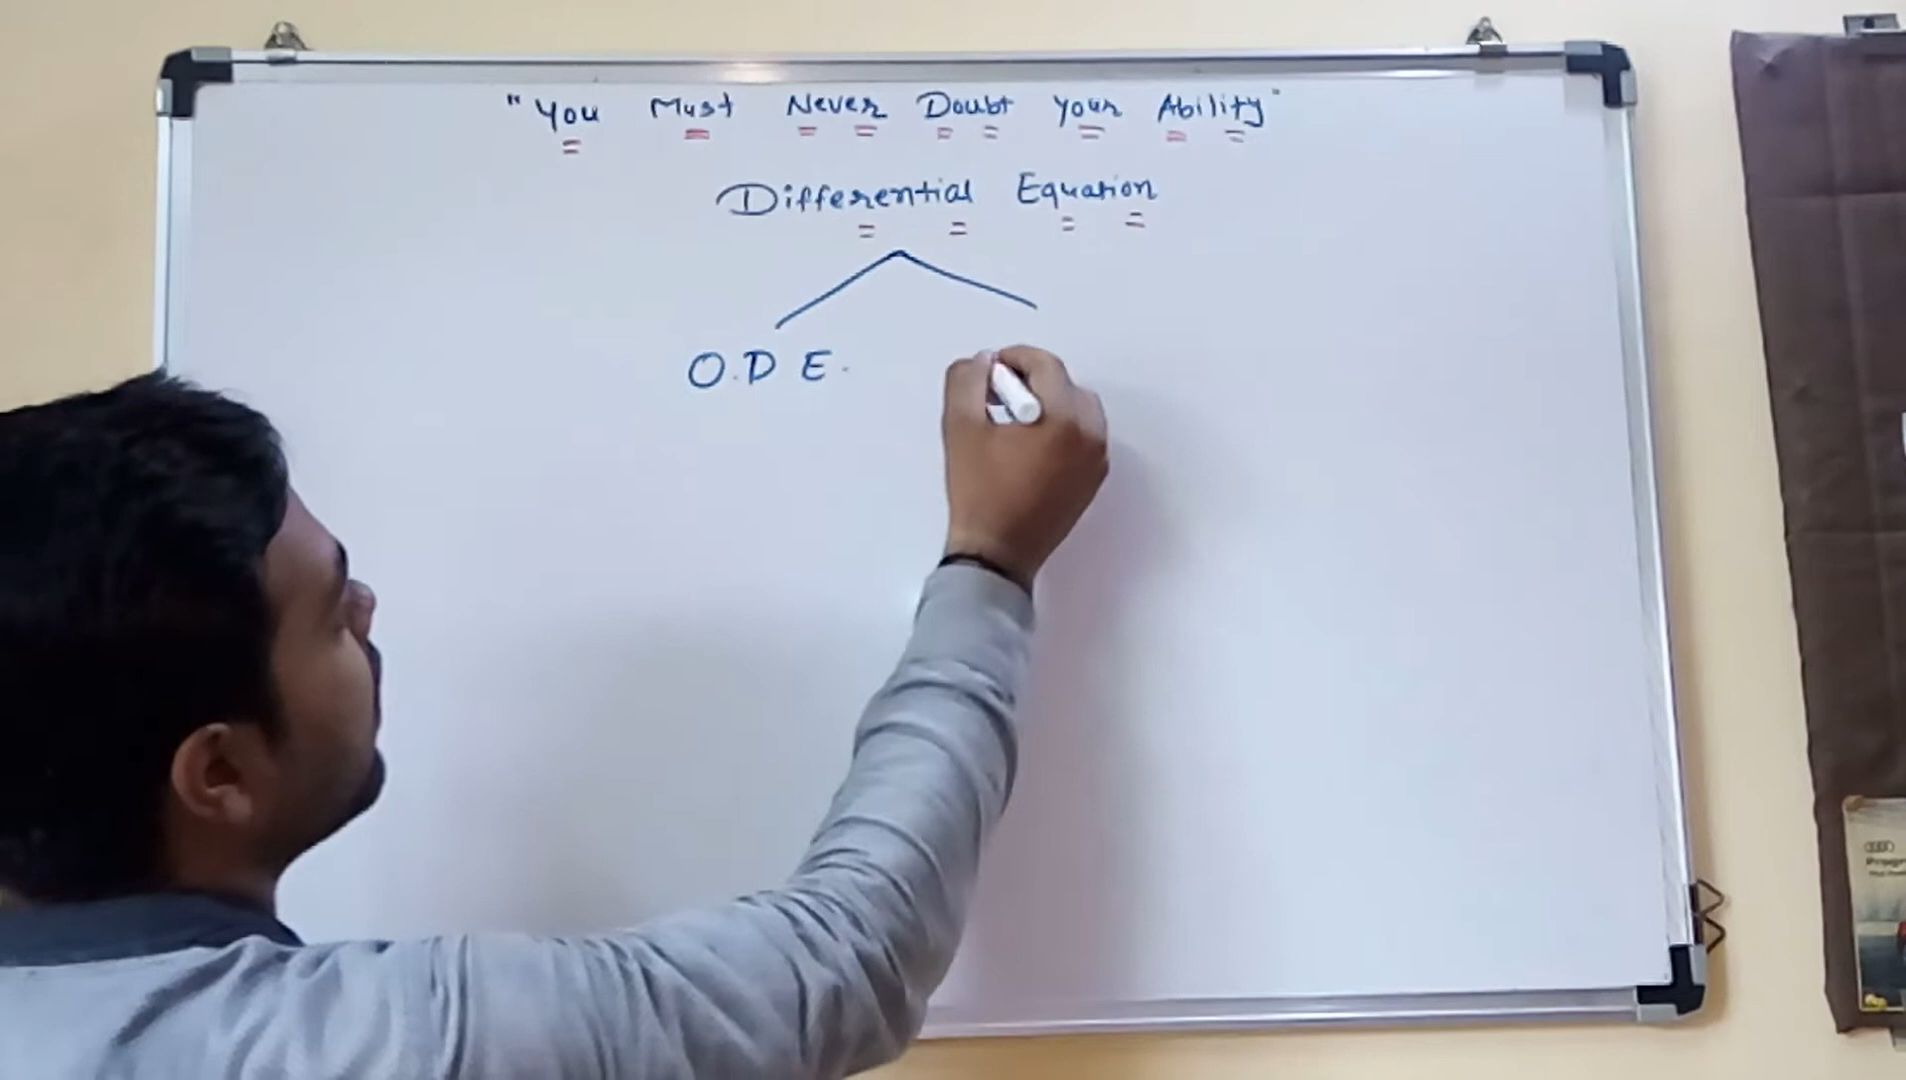 "You Must Never Doubt Your Ability"
Differential Equation
O.D E.